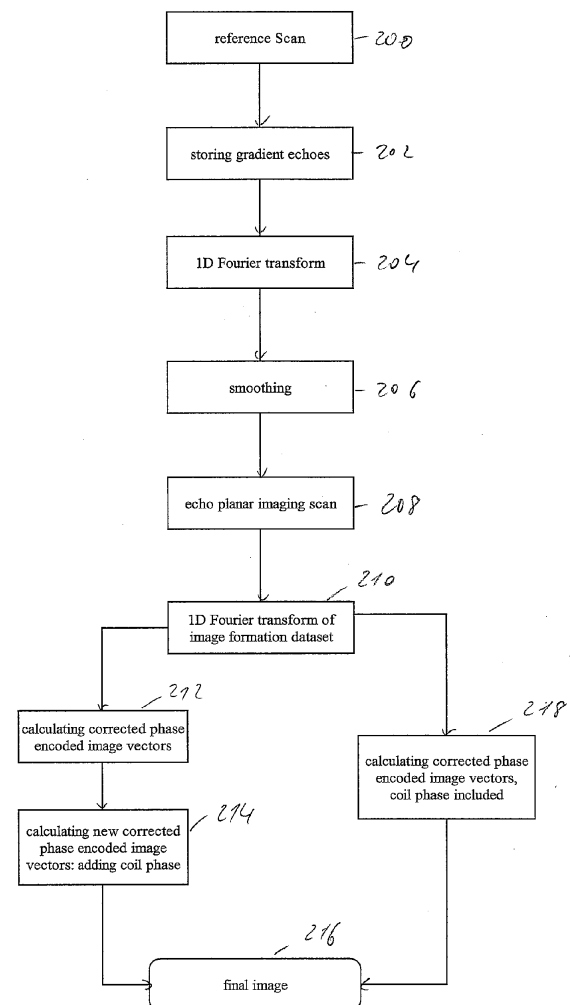 reference Scan
200
storing gradient echoes
202
1D Fourier transform
204
smoothing
206
echo planar imaging scan
208
210
1D Fourier transform of
image formation dataset
212
calculating corrected phase
encoded image vectors
218
calculating corrected phase
encoded image vectors,
coil phase included
214
calculating new corrected
phase encoded image
vectors: adding coil phase
216
final image